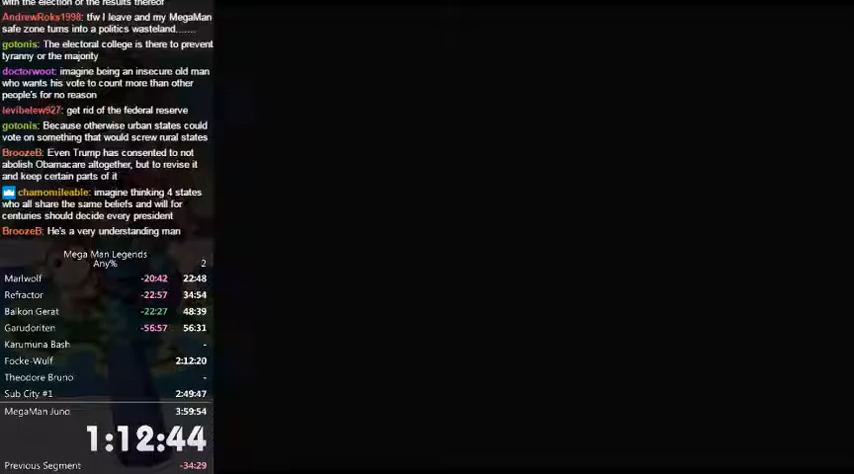 with the election or the results thereof
AndrewRoks1998: tfw I leave and my MegaMan
safe zone turns into a politics wasteland.......
gotonis: The electoral college is there to prevent
tyranny or the majority
doctorwoot: imagine being an insecure old man
who wants his vote to count more than other
people's for no reason
levibelew927: get rid of the federal reserve
gotonis: Because otherwise urban states could
vote on something that would screw rural states
BroozeB: Even Trump has consented to not
abolish Obamacare altogether, but to revise it
and keep certain parts of it
chamomileable: imagine thinking 4 states
who all share the same beliefs and will for
centuries should decide every president
BroozeB: He's a very understanding man
Mega Man Legends
Any% 2
Marlwolf -20:42 22:48
Refractor -22:57 34:54
Balkon Gerat -22:27 48:39
Garudoriten -56:57 56:31
Karumuna Bash -
Focke-Wulf 2:12:20
Theodore Bruno -
Sub City #1 2:49:47
MegaMan Juno 3:59:54
1:12:44
Previous Segment -34:29